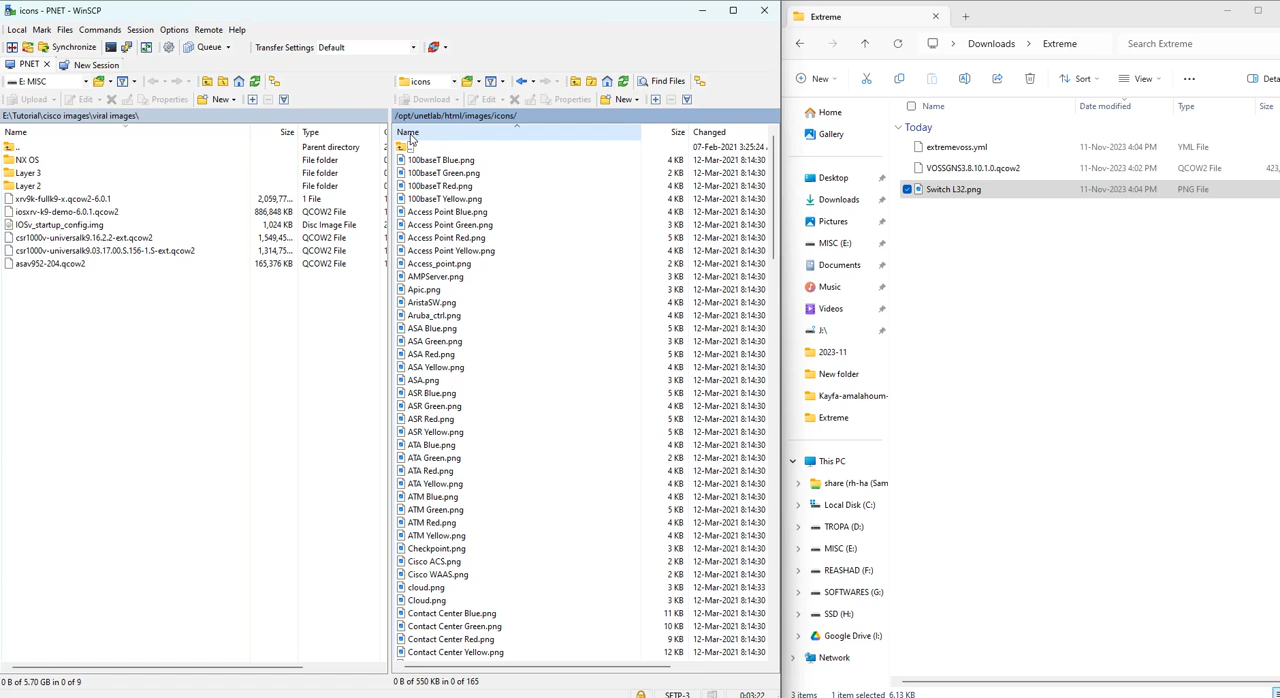 icons - PNET - WinSCP
Local Mark Files Commands Session Options Remote Help
Synchronize Queue Transfer Settings Default
PNET New Session
E: MISC
Upload Edit Properties New
E:\Tutorial\cisco images\viral images\
Name Size Type
.. Parent directory
NX OS File folder
Layer 3 File folder
Layer 2 File folder
xrv9k-fullk9-x.qcow2-6.0.1 2,059,77... 1 File
iosxrv-k9-demo-6.0.1.qcow2 886,848 KB QCOW2 File
IOSv_startup_config.img 1,024 KB Disc Image File
csr1000v-universalk9.16.2.2-ext.qcow2 1,549,45... QCOW2 File
csr1000v-universalk9.03.17.00.S.156-1.S-ext.qcow2 1,314,75... QCOW2 File
asav952-204.qcow2 165,376 KB QCOW2 File
0 B of 5.70 GB in 0 of 9
icons Find Files
Download Edit Properties New
/opt/unetlab/html/images/icons/
Name Size Changed
07-Feb-2021 3:25:24
100baseT Blue.png 4 KB 12-Mar-2021 8:14:30
100baseT Green.png 2 KB 12-Mar-2021 8:14:30
100baseT Red.png 4 KB 12-Mar-2021 8:14:30
100baseT Yellow.png 4 KB 12-Mar-2021 8:14:30
Access Point Blue.png 4 KB 12-Mar-2021 8:14:30
Access Point Green.png 3 KB 12-Mar-2021 8:14:30
Access Point Red.png 5 KB 12-Mar-2021 8:14:30
Access Point Yellow.png 5 KB 12-Mar-2021 8:14:30
Access_point.png 2 KB 12-Mar-2021 8:14:30
AMPServer.png 3 KB 12-Mar-2021 8:14:30
Apic.png 3 KB 12-Mar-2021 8:14:30
AristaSW.png 4 KB 12-Mar-2021 8:14:30
Aruba_ctrl.png 4 KB 12-Mar-2021 8:14:30
ASA Blue.png 5 KB 12-Mar-2021 8:14:30
ASA Green.png 3 KB 12-Mar-2021 8:14:30
ASA Red.png 5 KB 12-Mar-2021 8:14:30
ASA Yellow.png 4 KB 12-Mar-2021 8:14:30
ASA.png 3 KB 12-Mar-2021 8:14:30
ASR Blue.png 5 KB 12-Mar-2021 8:14:30
ASR Green.png 4 KB 12-Mar-2021 8:14:30
ASR Red.png 5 KB 12-Mar-2021 8:14:30
ASR Yellow.png 5 KB 12-Mar-2021 8:14:30
ATA Blue.png 4 KB 12-Mar-2021 8:14:30
ATA Green.png 2 KB 12-Mar-2021 8:14:30
ATA Red.png 4 KB 12-Mar-2021 8:14:30
ATA Yellow.png 4 KB 12-Mar-2021 8:14:30
ATM Blue.png 4 KB 12-Mar-2021 8:14:30
ATM Green.png 5 KB 12-Mar-2021 8:14:30
ATM Red.png 4 KB 12-Mar-2021 8:14:30
ATM Yellow.png 4 KB 12-Mar-2021 8:14:30
Checkpoint.png 3 KB 12-Mar-2021 8:14:30
Cisco ACS.png 2 KB 12-Mar-2021 8:14:30
Cisco WAAS.png 2 KB 12-Mar-2021 8:14:30
cloud.png 3 KB 12-Mar-2021 8:14:33
Cloud.png 3 KB 12-Mar-2021 8:14:30
Contact Center Blue.png 11 KB 12-Mar-2021 8:14:30
Contact Center Green.png 10 KB 12-Mar-2021 8:14:30
Contact Center Red.png 9 KB 12-Mar-2021 8:14:30
Contact Center Yellow.png 12 KB 12-Mar-2021 8:14:30
0 B of 550 KB in 0 of 165
SFTP-3 0:03:22
Extreme
Downloads Extreme Search Extreme
New Sort View Deta
Home
Gallery
Desktop
Downloads
Pictures
MISC (E:)
Documents
Music
Videos
J:\
2023-11
New folder
Kayfa-amalahoum-
Extreme
This PC
share (rh-ha (Sam
Local Disk (C:)
TROPA (D:)
MISC (E:)
REASHAD (F:)
SOFTWARES (G:)
SSD (H:)
Google Drive (I:)
Network
Name Date modified Type Size
Today
extremevoss.yml 11-Nov-2023 4:04 PM YML File
VOSSGNS3.8.10.1.0.qcow2 11-Nov-2023 4:02 PM QCOW2 File 423,
Switch L32.png 11-Nov-2023 4:04 PM PNG File
3 items 1 item selected 6.13 KB